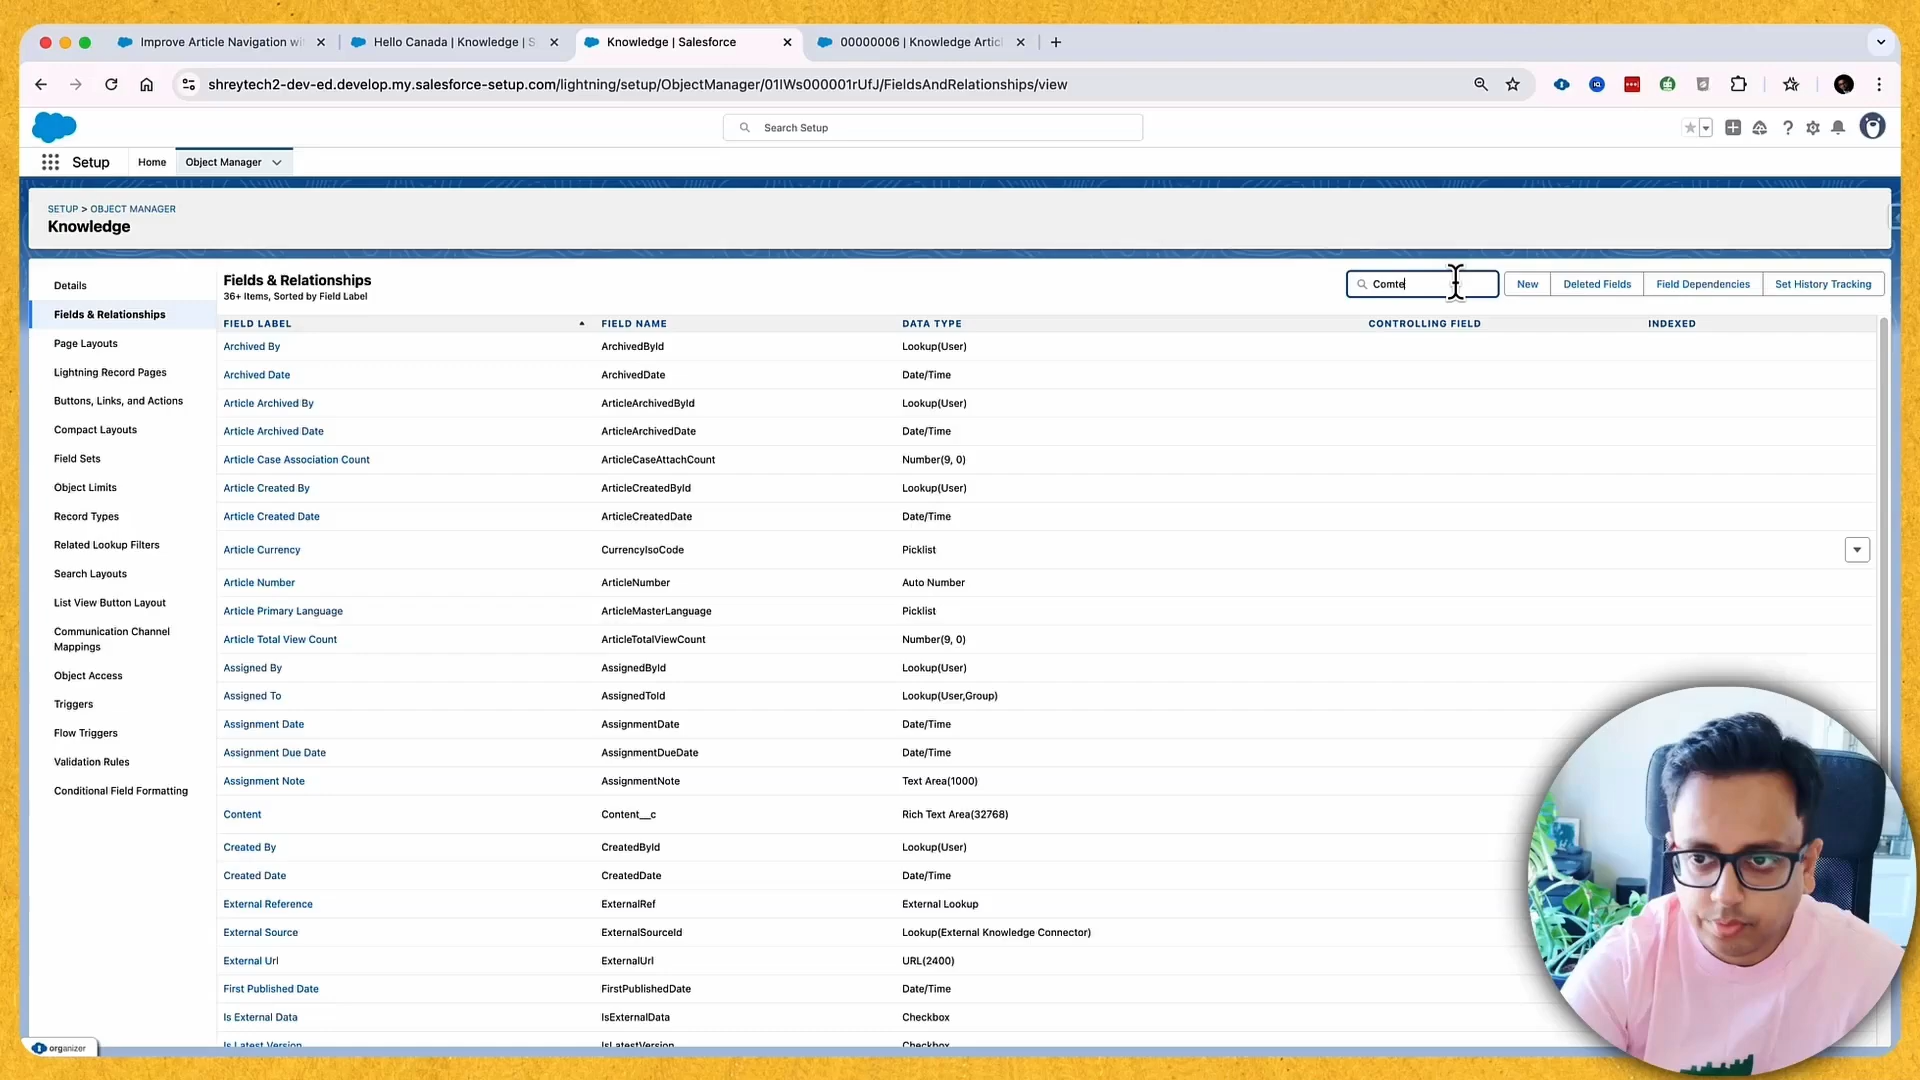 Improve Article Navigation wi
Hello Canada | Knowledge | S
Knowledge | Salesforce
00000006 | Knowledge Articl
shreytech2-dev-ed.develop.my.salesforce-setup.com/lightning/setup/ObjectManager/01IWs000001rUfJ/FieldsAndRelationships/view
Search Setup
Setup
Home
Object Manager
SETUP > OBJECT MANAGER
Knowledge
Details
Fields & Relationships
Page Layouts
Lightning Record Pages
Buttons, Links, and Actions
Compact Layouts
Field Sets
Object Limits
Record Types
Related Lookup Filters
Search Layouts
List View Button Layout
Communication Channel
Mappings
Object Access
Triggers
Flow Triggers
Validation Rules
Conditional Field Formatting
Fields & Relationships
36+ Items, Sorted by Field Label
Comte
New
Deleted Fields
Field Dependencies
Set History Tracking
FIELD LABEL FIELD NAME DATA TYPE CONTROLLING FIELD INDEXED
Archived By ArchivedById Lookup(User)
Archived Date ArchivedDate Date/Time
Article Archived By ArticleArchivedById Lookup(User)
Article Archived Date ArticleArchivedDate Date/Time
Article Case Association Count ArticleCaseAttachCount Number(9, 0)
Article Created By ArticleCreatedById Lookup(User)
Article Created Date ArticleCreatedDate Date/Time
Article Currency CurrencyIsoCode Picklist
Article Number ArticleNumber Auto Number
Article Primary Language ArticleMasterLanguage Picklist
Article Total View Count ArticleTotalViewCount Number(9, 0)
Assigned By AssignedById Lookup(User)
Assigned To AssignedToId Lookup(User,Group)
Assignment Date AssignmentDate Date/Time
Assignment Due Date AssignmentDueDate Date/Time
Assignment Note AssignmentNote Text Area(1000)
Content Content__c Rich Text Area(32768)
Created By CreatedById Lookup(User)
Created Date CreatedDate Date/Time
External Reference ExternalRef External Lookup
External Source ExternalSourceId Lookup(External Knowledge Connector)
External Url ExternalUrl URL(2400)
First Published Date FirstPublishedDate Date/Time
Is External Data IsExternalData Checkbox
Is Latest Version IsLatestVersion Checkbox
organizer